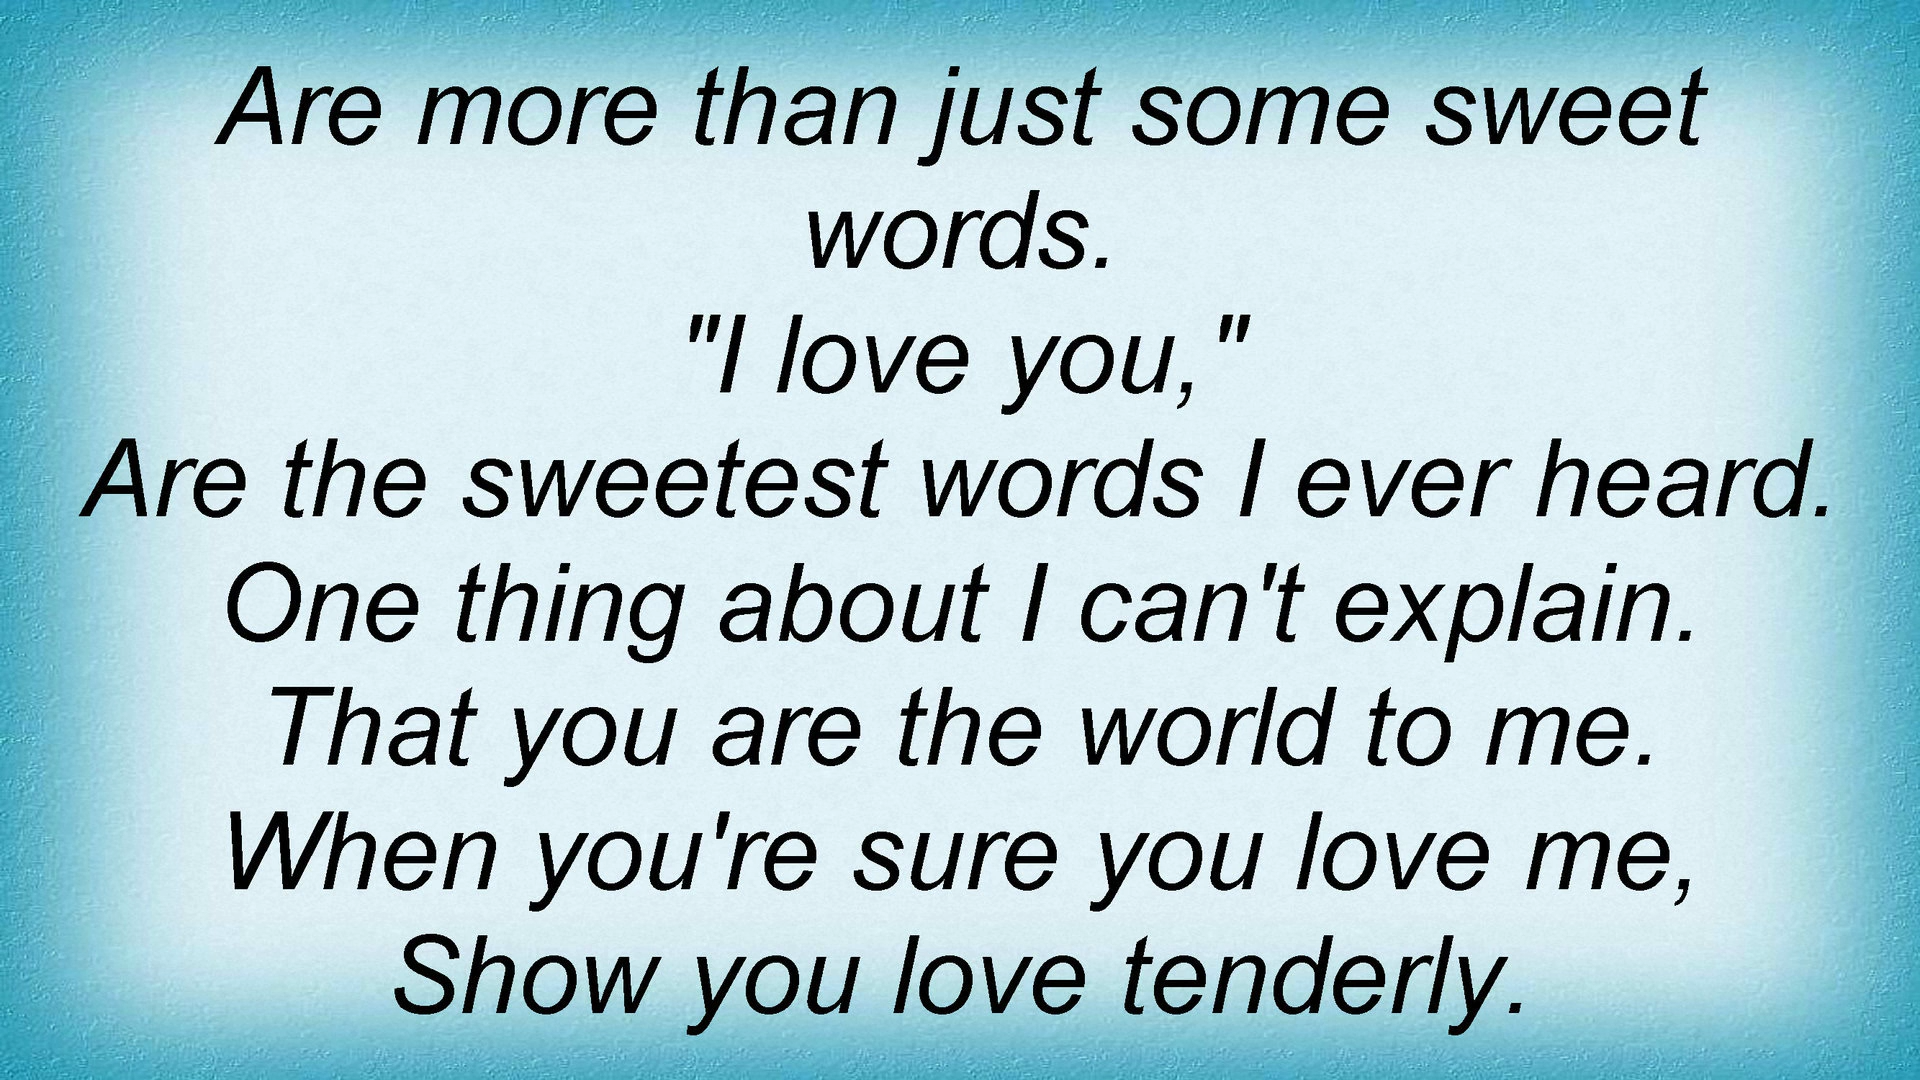 Are more than just some sweet
words.
"I love you,"
Are the sweetest words I ever heard.
One thing about I can't explain.
That you are the world to me.
When you're sure you love me,
Show you love tenderly.